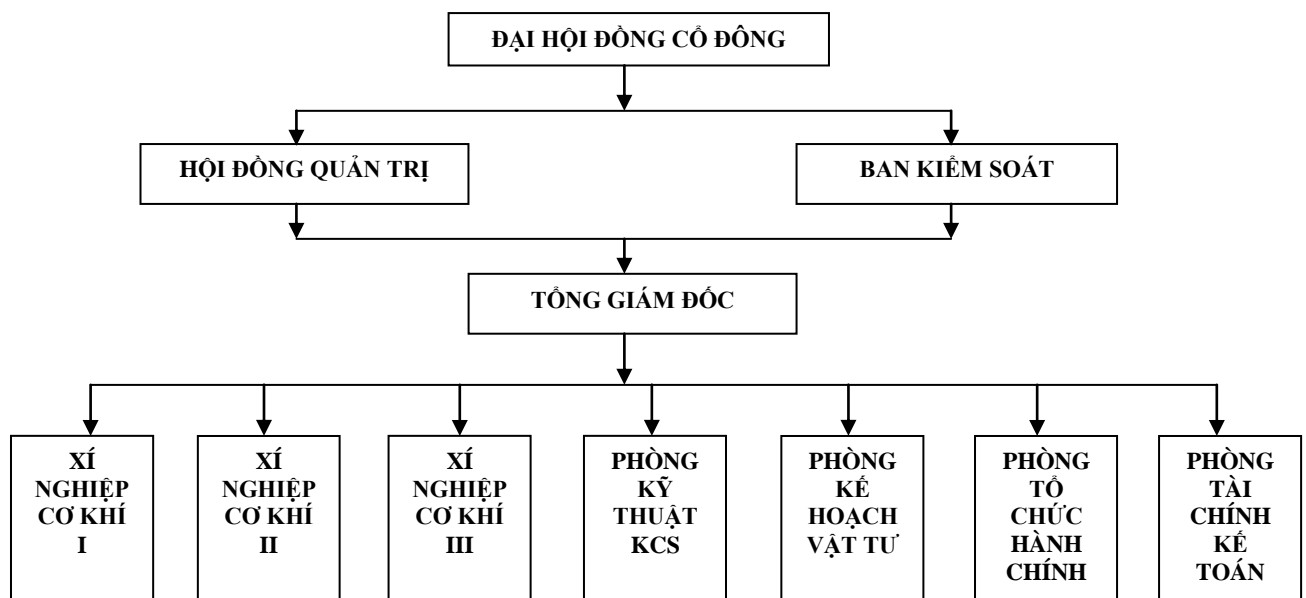 ĐẠI HỘI ĐỒNG CỔ ĐÔNG
HỘI ĐỒNG QUẢN TRỊ
BAN KIỂM SOÁT
TỔNG GIÁM ĐỐC
XÍ
NGHIỆP
CƠ KHÍ
I
XÍ
NGHIỆP
CƠ KHÍ
II
XÍ
NGHIỆP
CƠ KHÍ
III
PHÒNG
KỸ
THUẬT
KCS
PHÒNG
KẾ
HOẠCH
VẬT TƯ
PHÒNG
TỔ
CHỨC
HÀNH
CHÍNH
PHÒNG
TÀI
CHÍNH
KẾ
TOÁN